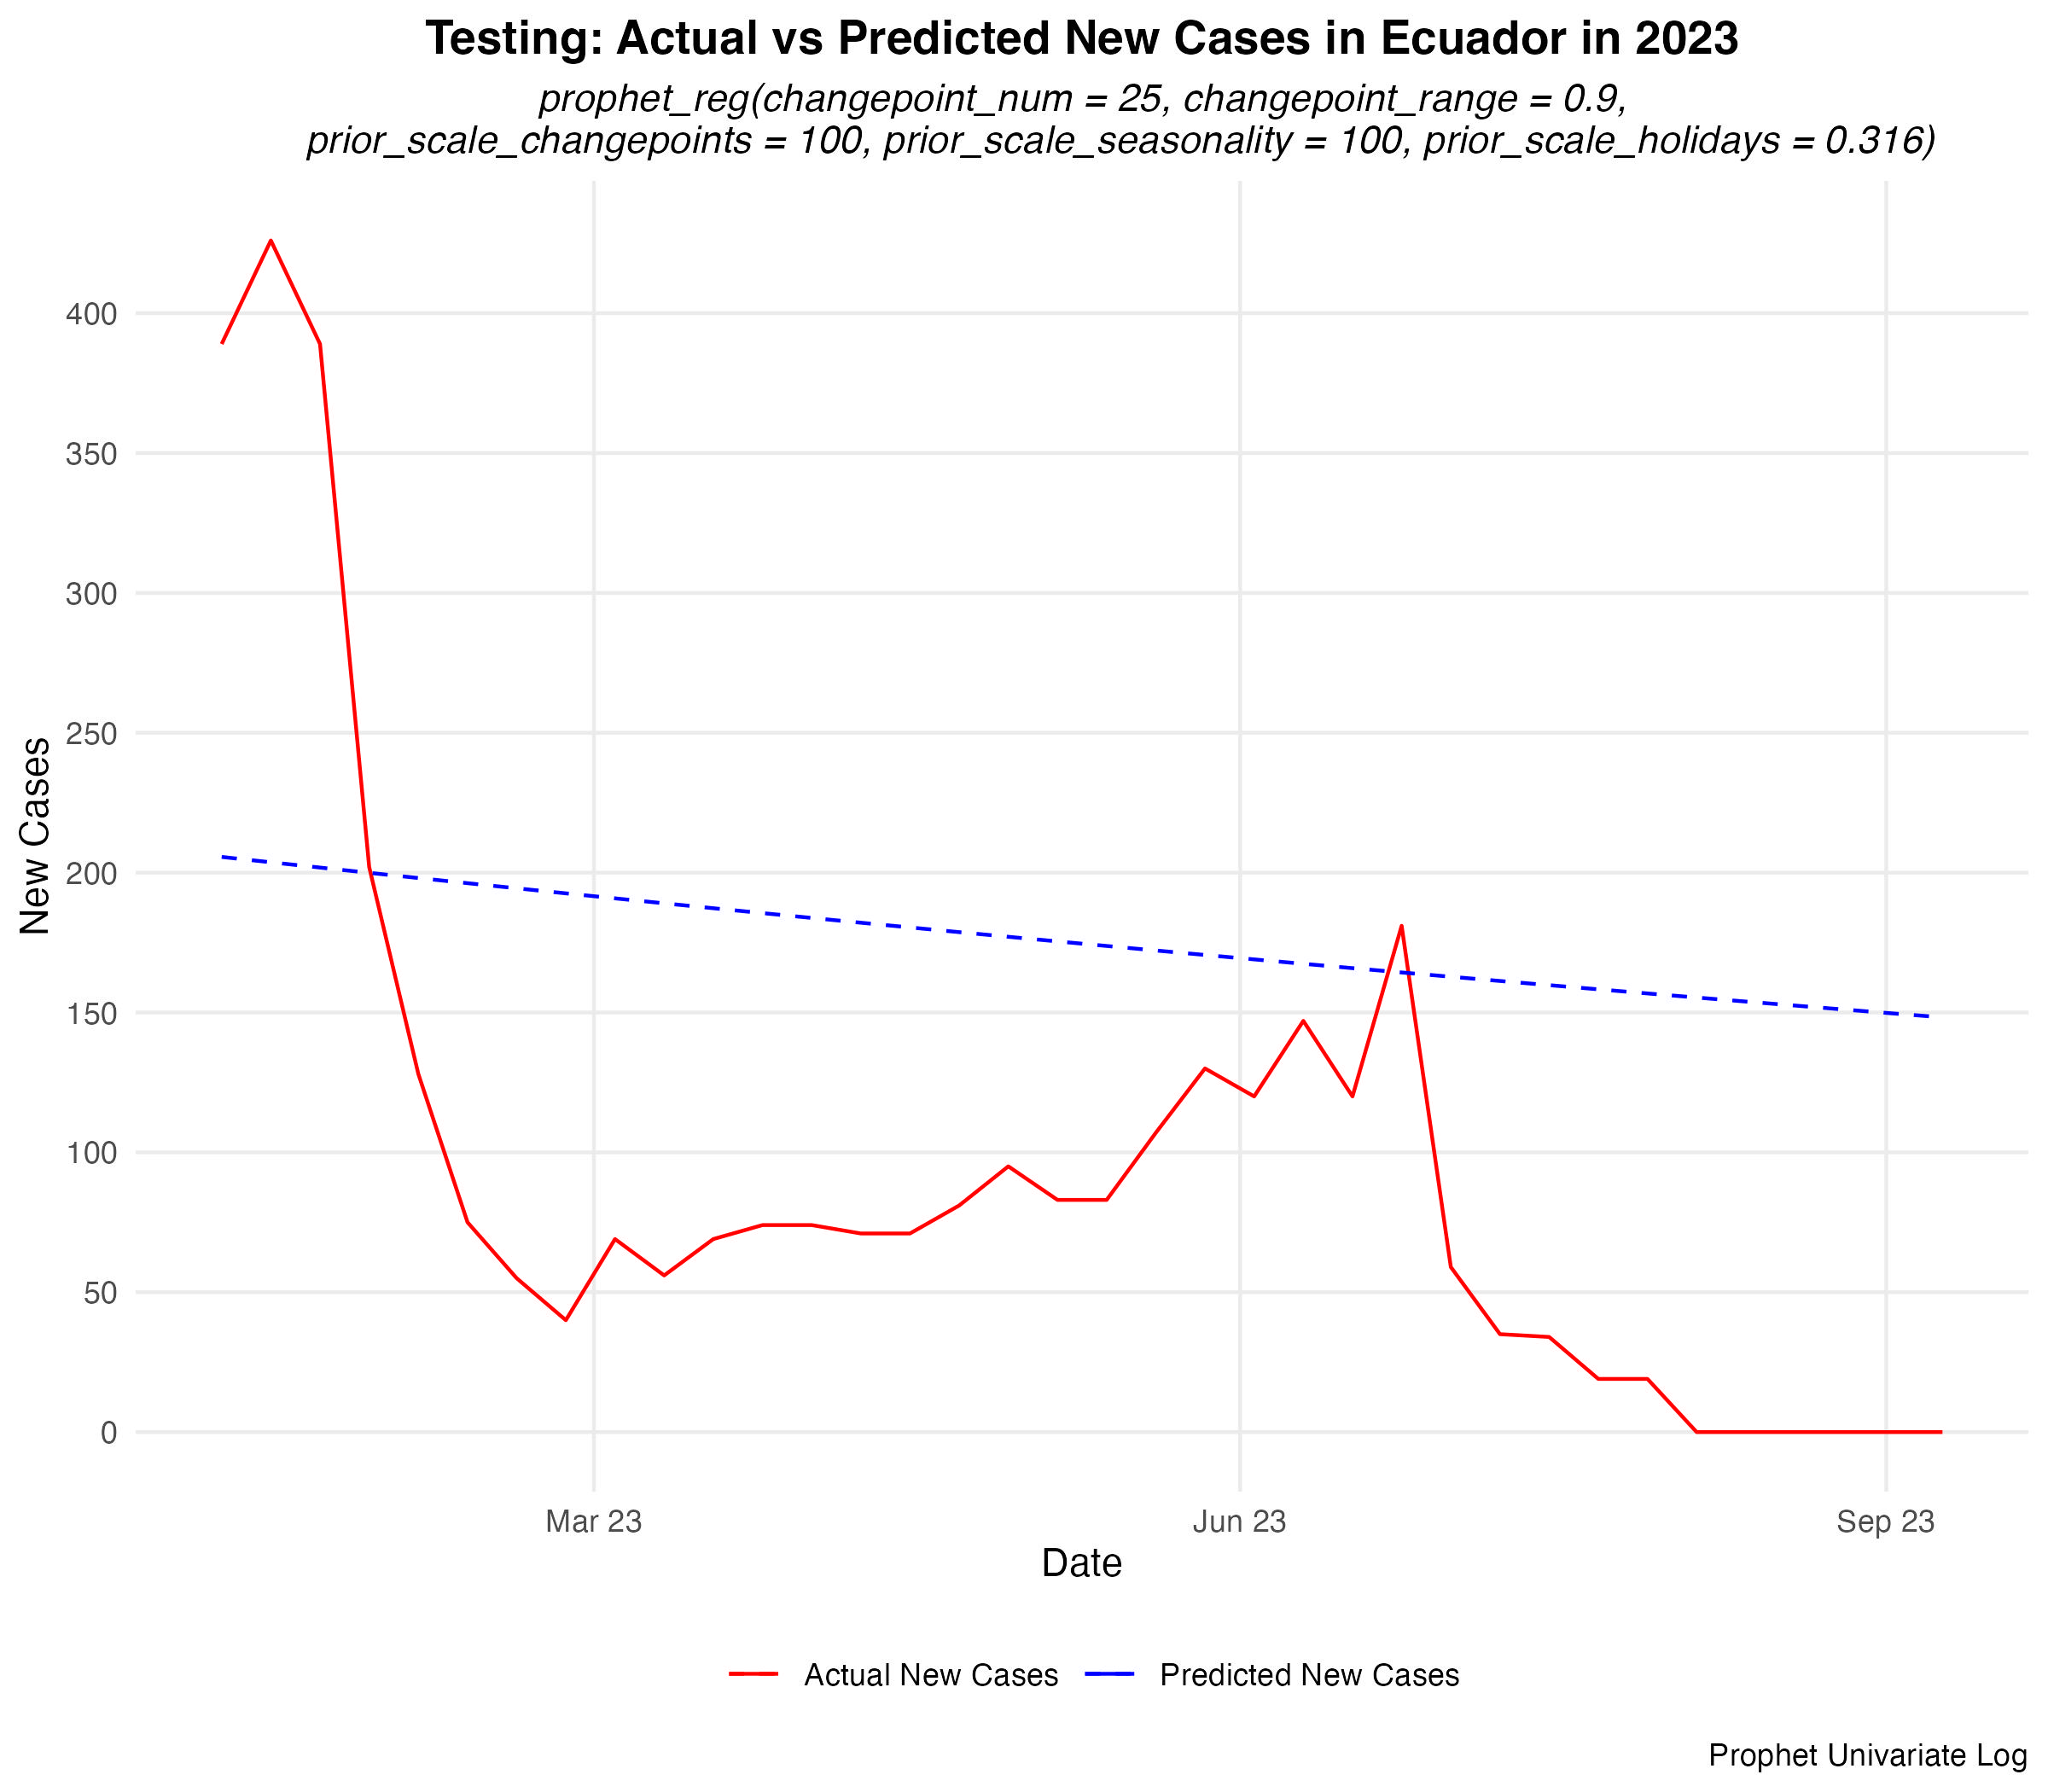 Testing: Actual vs Predicted New Cases in Ecuador in 2023
prophet_reg(changepoint_num = 25, changepoint_range = 0.9,
prior_scale_changepoints = 100, prior_scale_seasonality = 100, prior_scale_holidays = 0.316)
New Cases
400
350
300
250
200
150
100
50
0
Mar 23
Jun 23
Sep 23
Date
Actual New Cases
Predicted New Cases
Prophet Univariate Log